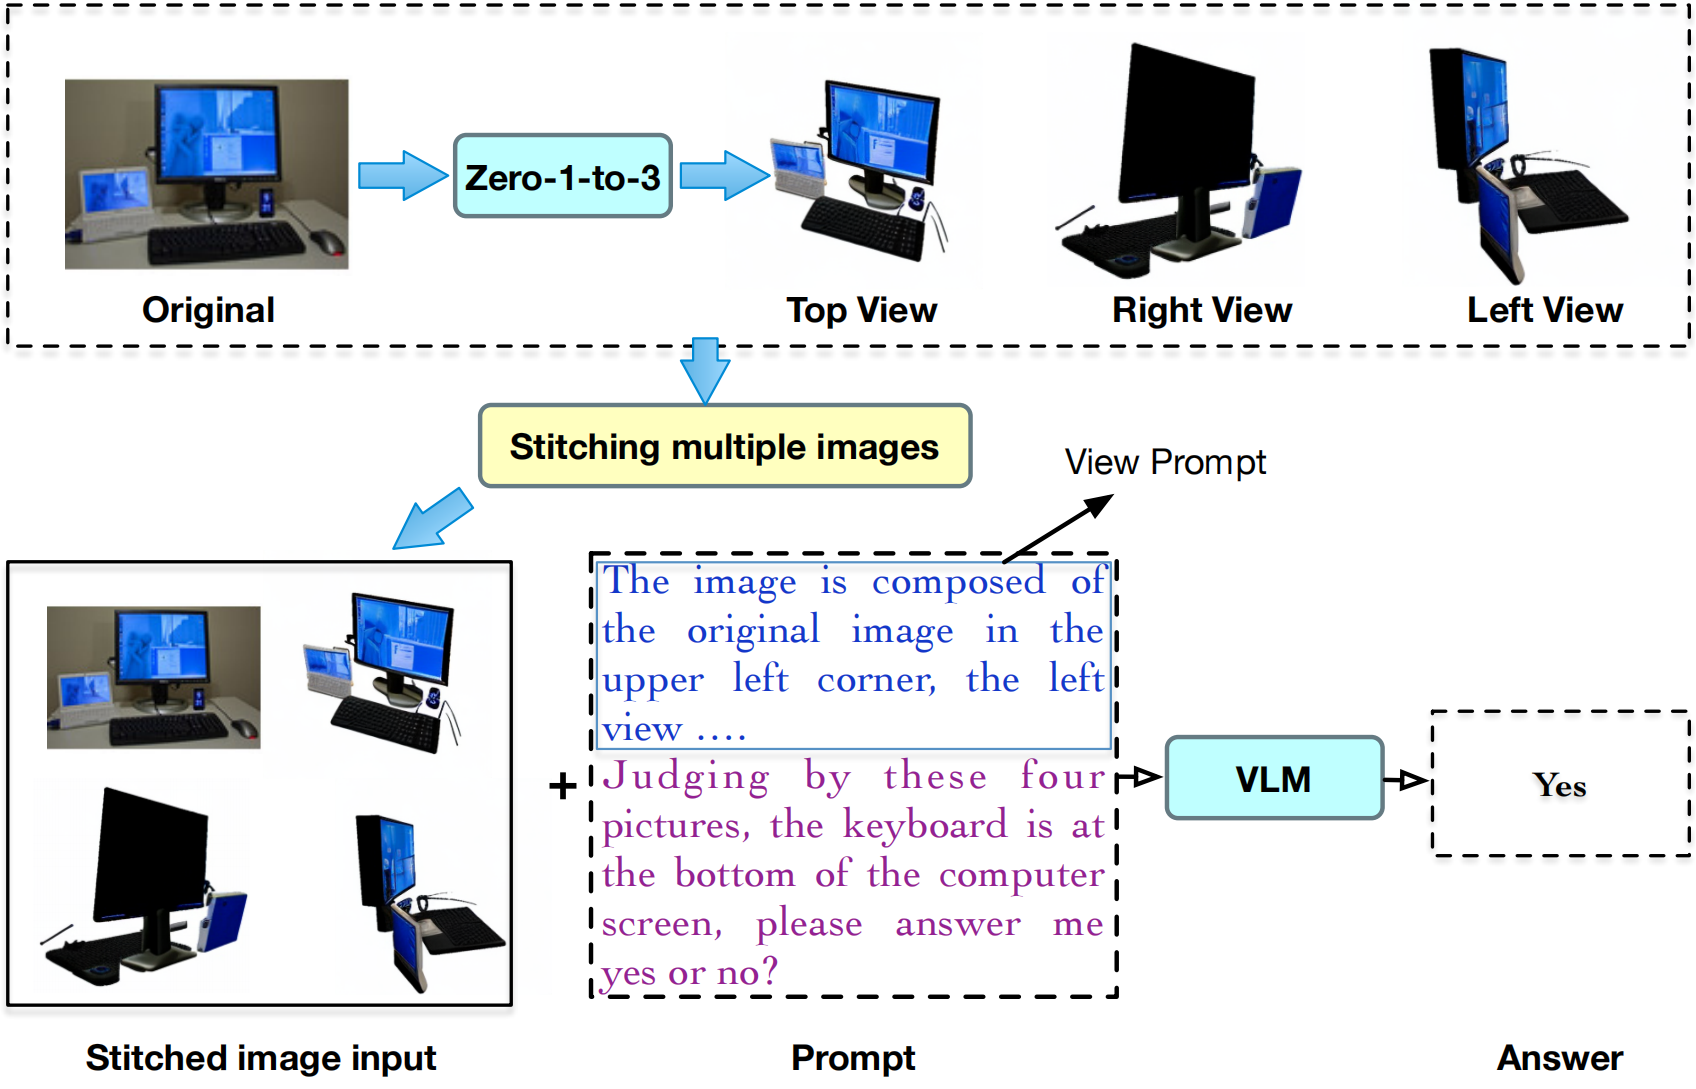 Zero-1-to-3
Original
Top View
Right View
Left View
Stitching multiple images
View Prompt
The image is composed of
the original image in the
upper left corner, the left
view ....
Judging by these four
pictures, the keyboard is at
the bottom of the computer
screen, please answer me
yes or no?
+
VLM
Yes
Stitched image input
Prompt
Answer